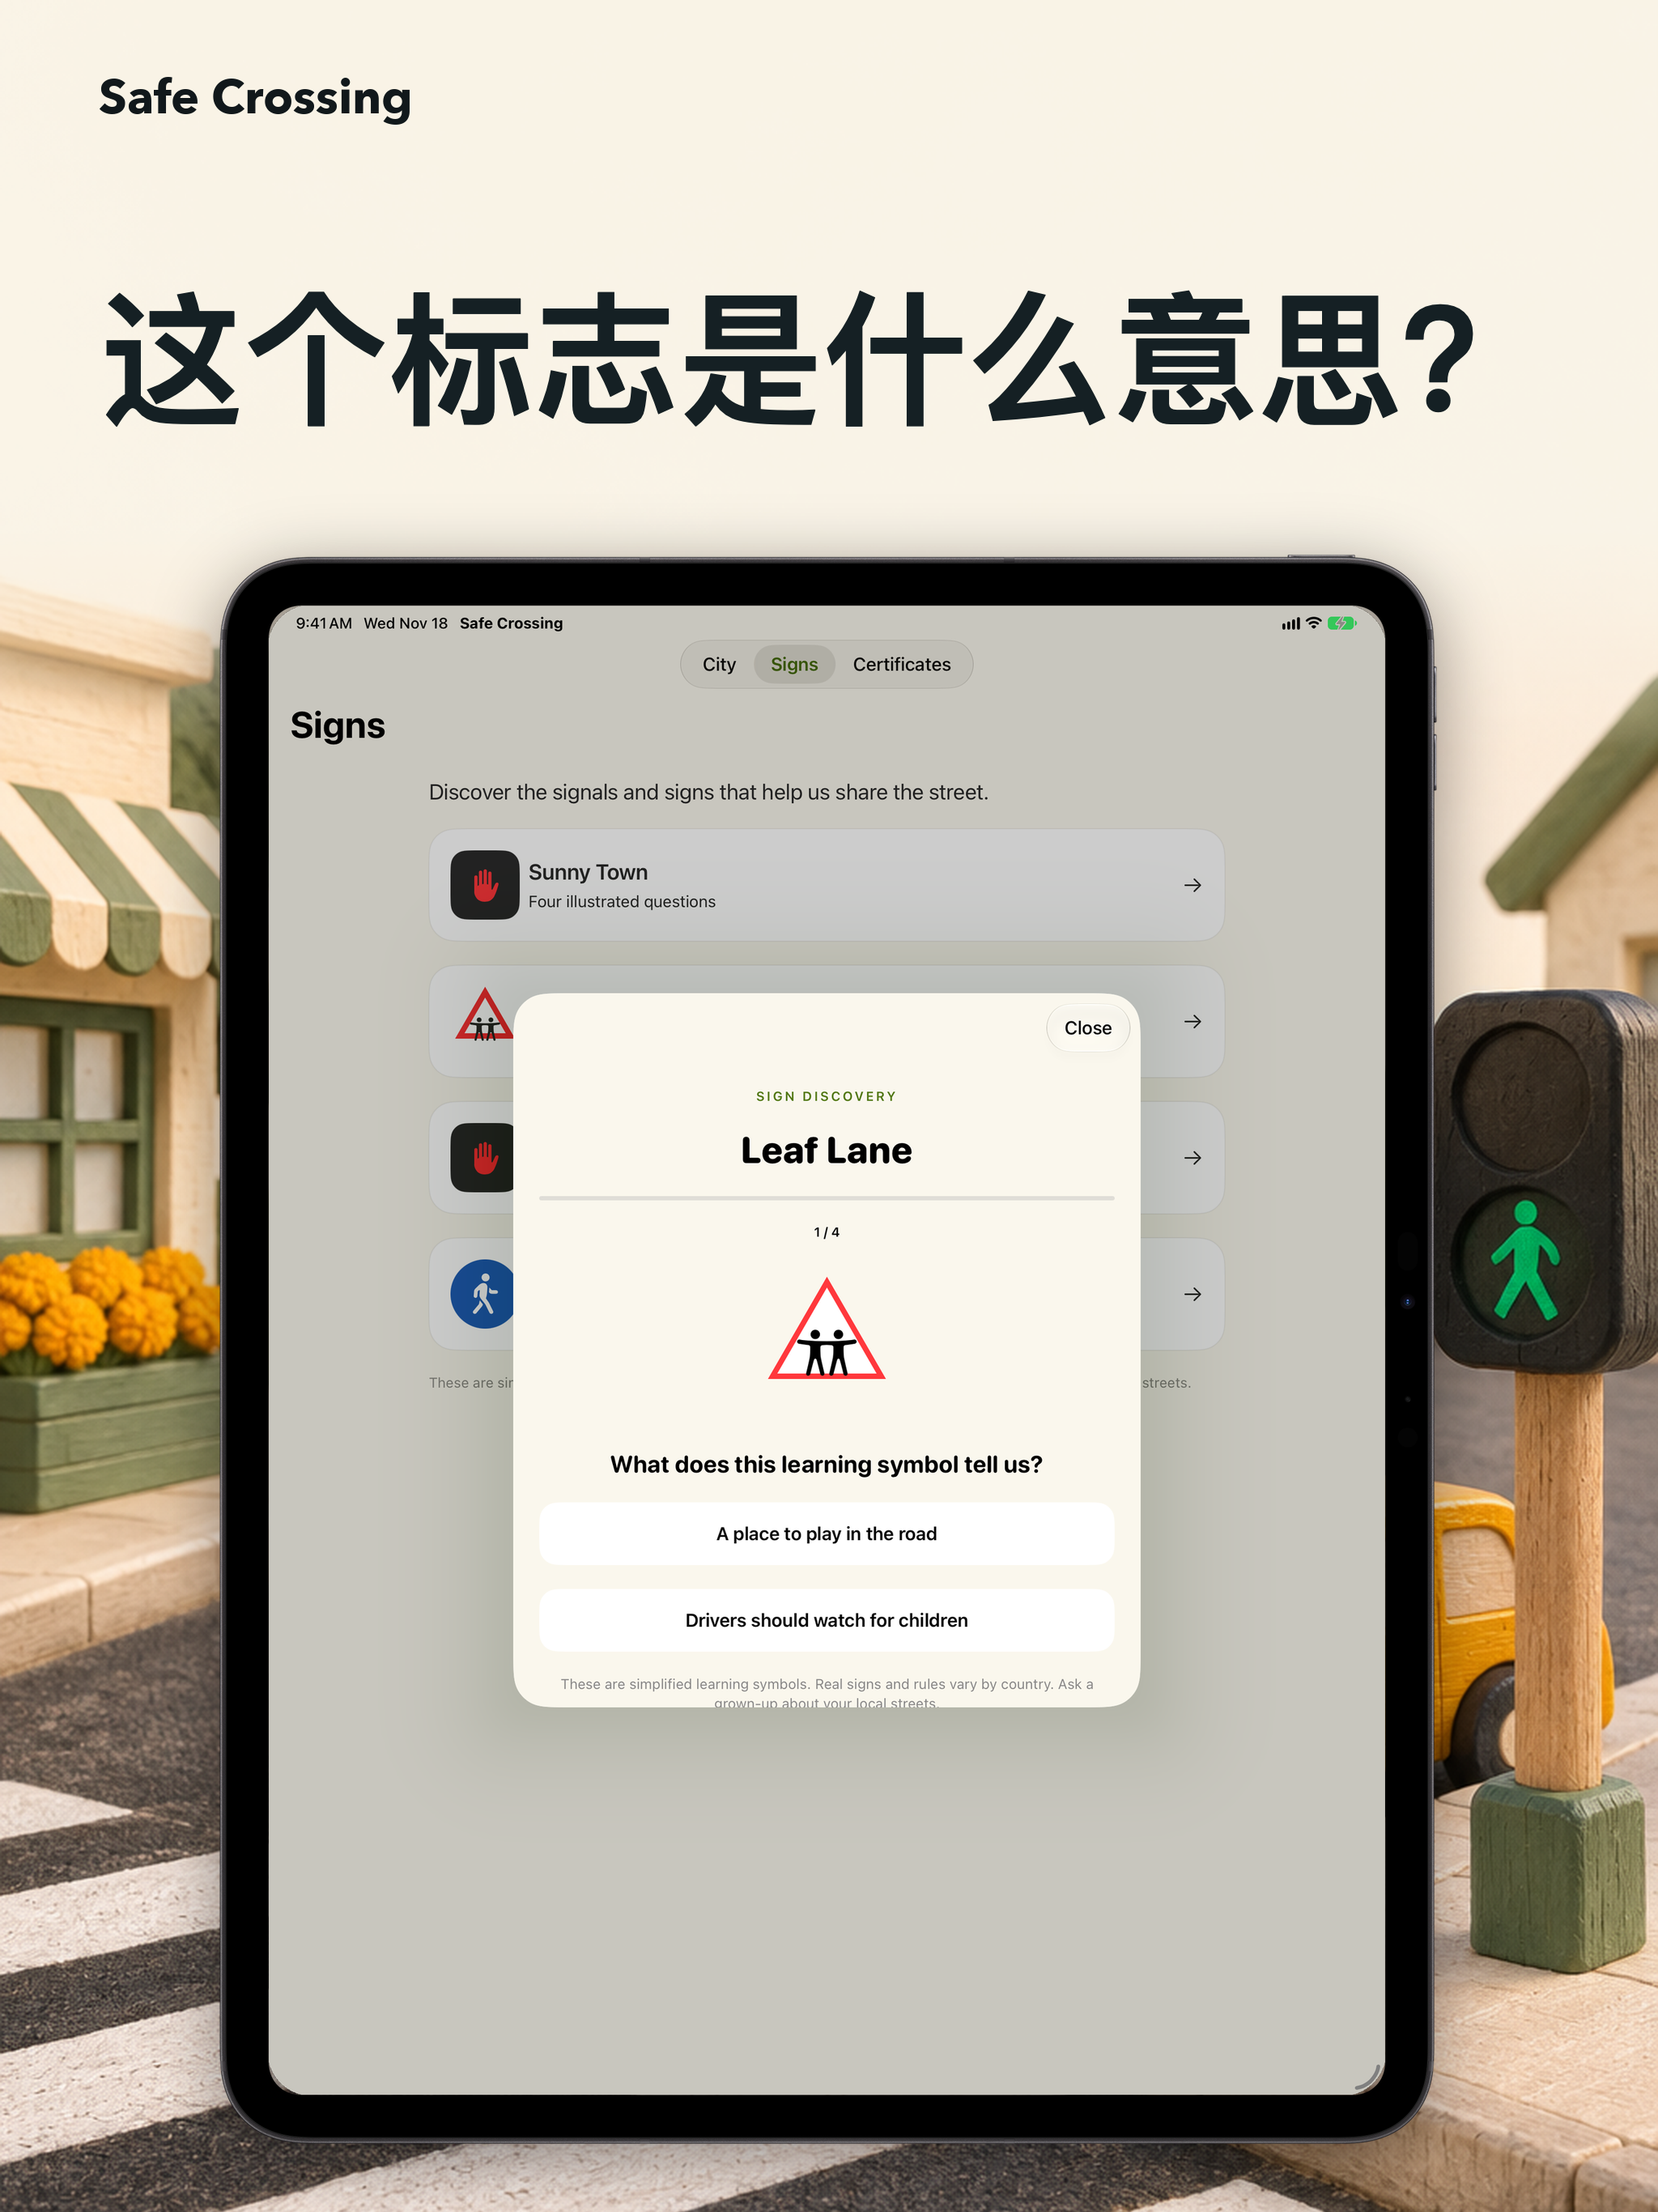 Safe Crossing
这个标志是什么意思?
9:41 AM Wed Nov 18 Safe Crossing
City Signs Certificates
Signs
Discover the signals and signs that help us share the street.
Sunny Town
Four illustrated questions
Close
SIGN DISCOVERY
Leaf Lane
1 / 4
These are streets.
What does this learning symbol tell us?
A place to play in the road
Drivers should watch for children
These are simplified learning symbols. Real signs and rules vary by country. Ask a
grown-up about your local streets.